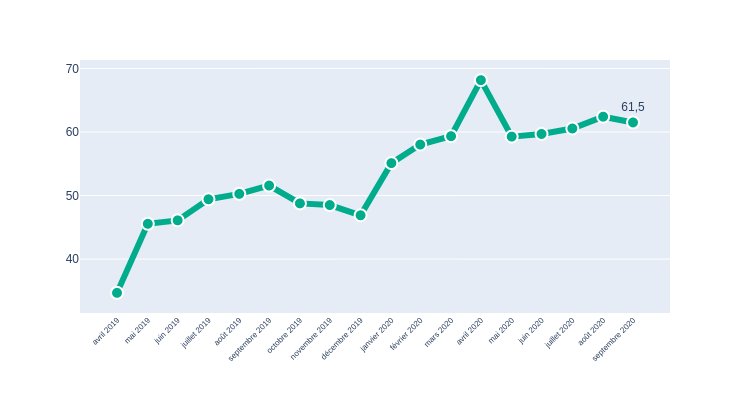 70
60
50
40
61,5
avril 2019
mai 2019
juin 2019
juillet 2019
août 2019
septembre 2019
octobre 2019
novembre 2019
décembre 2019
janvier 2020
février 2020
mars 2020
avril 2020
mai 2020
juin 2020
juillet 2020
août 2020
septembre 2020